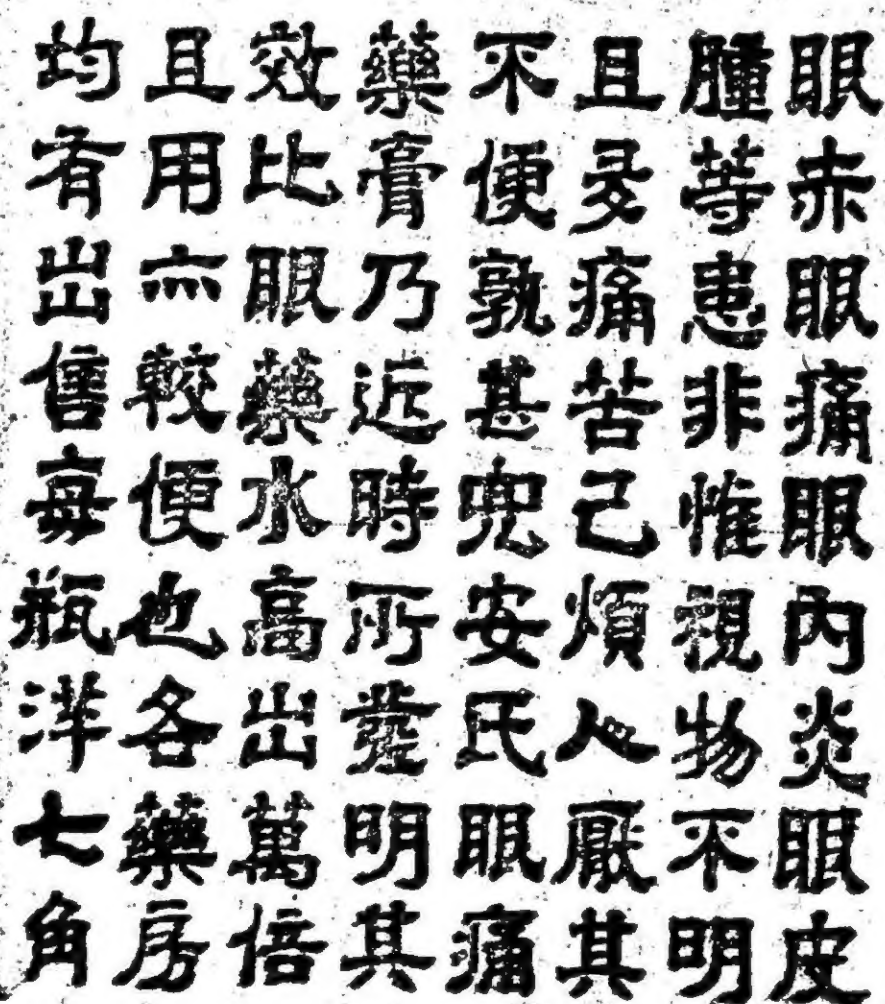 眼赤眼痛眼內炎眼皮
腫等患非惟視物不明
且多痛苦己煩人厭其
不便孰甚兜安氏眼痛
藥膏乃近時所發明其
效比眼藥水高出萬倍
且用亦較便也各藥房
均有出售每瓶洋七角